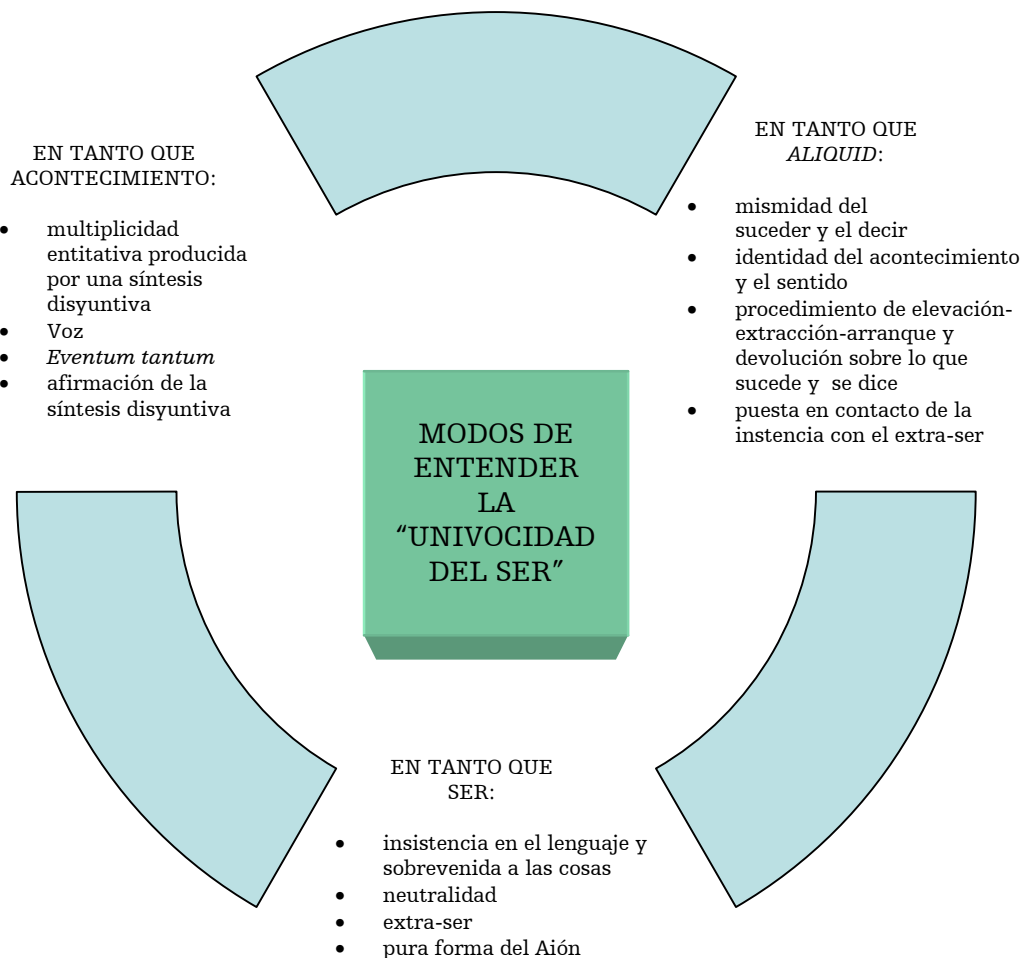 EN TANTO QUE
ACONTECIMIENTO:
• multiplicidad
entitativa producida
por una síntesis
disyuntiva
• Voz
• Eventum tantum
• afirmación de la
síntesis disyuntiva
EN TANTO QUE
ALIQUID:
• mismidad del
suceder y el decir
• identidad del acontecimiento
y el sentido
• procedimiento de elevación-
extracción-arranque y
devolución sobre lo que
sucede y se dice
• puesta en contacto de la
instencia con el extra-ser
MODOS DE
ENTENDER
LA
“UNIVOCIDAD
DEL SER”
EN TANTO QUE
SER:
• insistencia en el lenguaje y
sobrevenida a las cosas
• neutralidad
• extra-ser
• pura forma del Aión